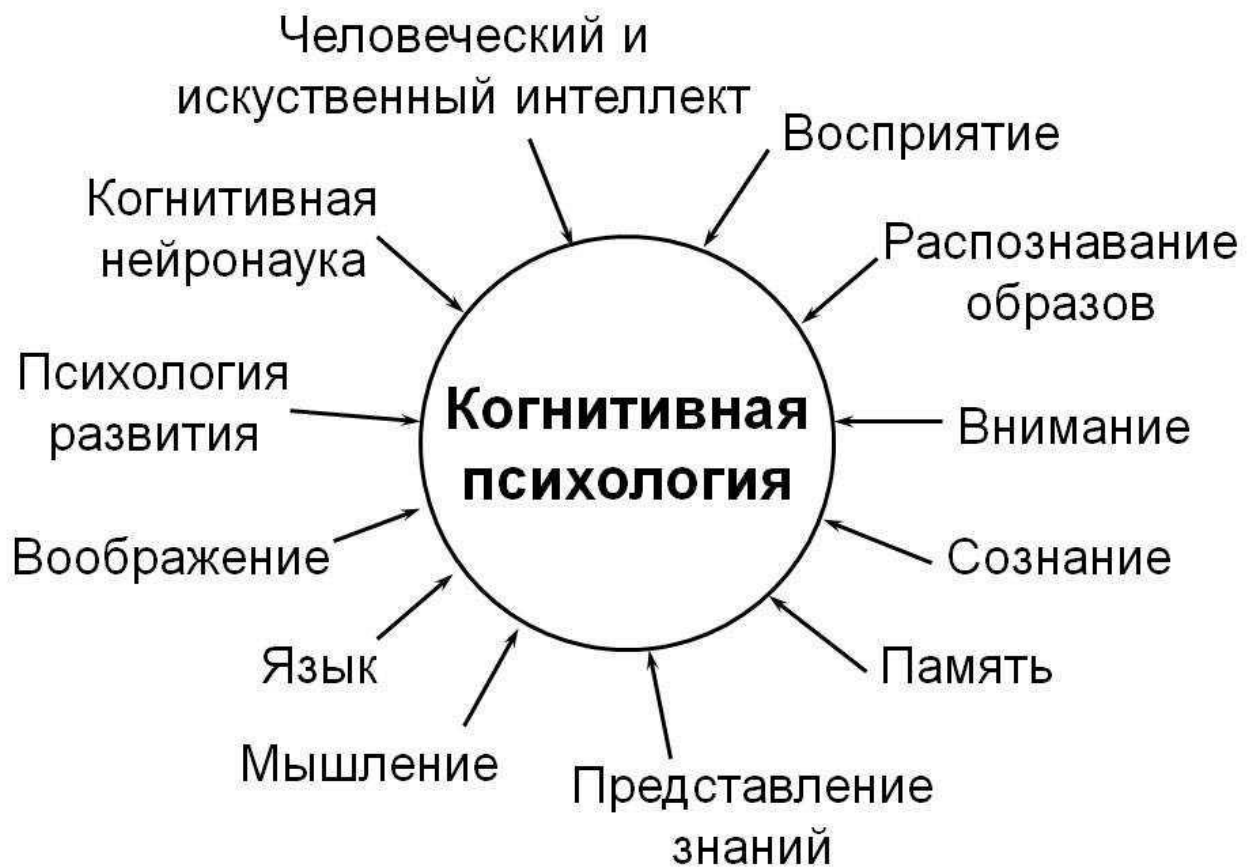 Человеческий и
искуственный интеллект
Восприятие
Распознавание
образов
Внимание
Сознание
Память
Представление
знаний
Мышление
Язык
Воображение
Психология
развития
Когнитивная
нейронаука
Когнитивная
психология